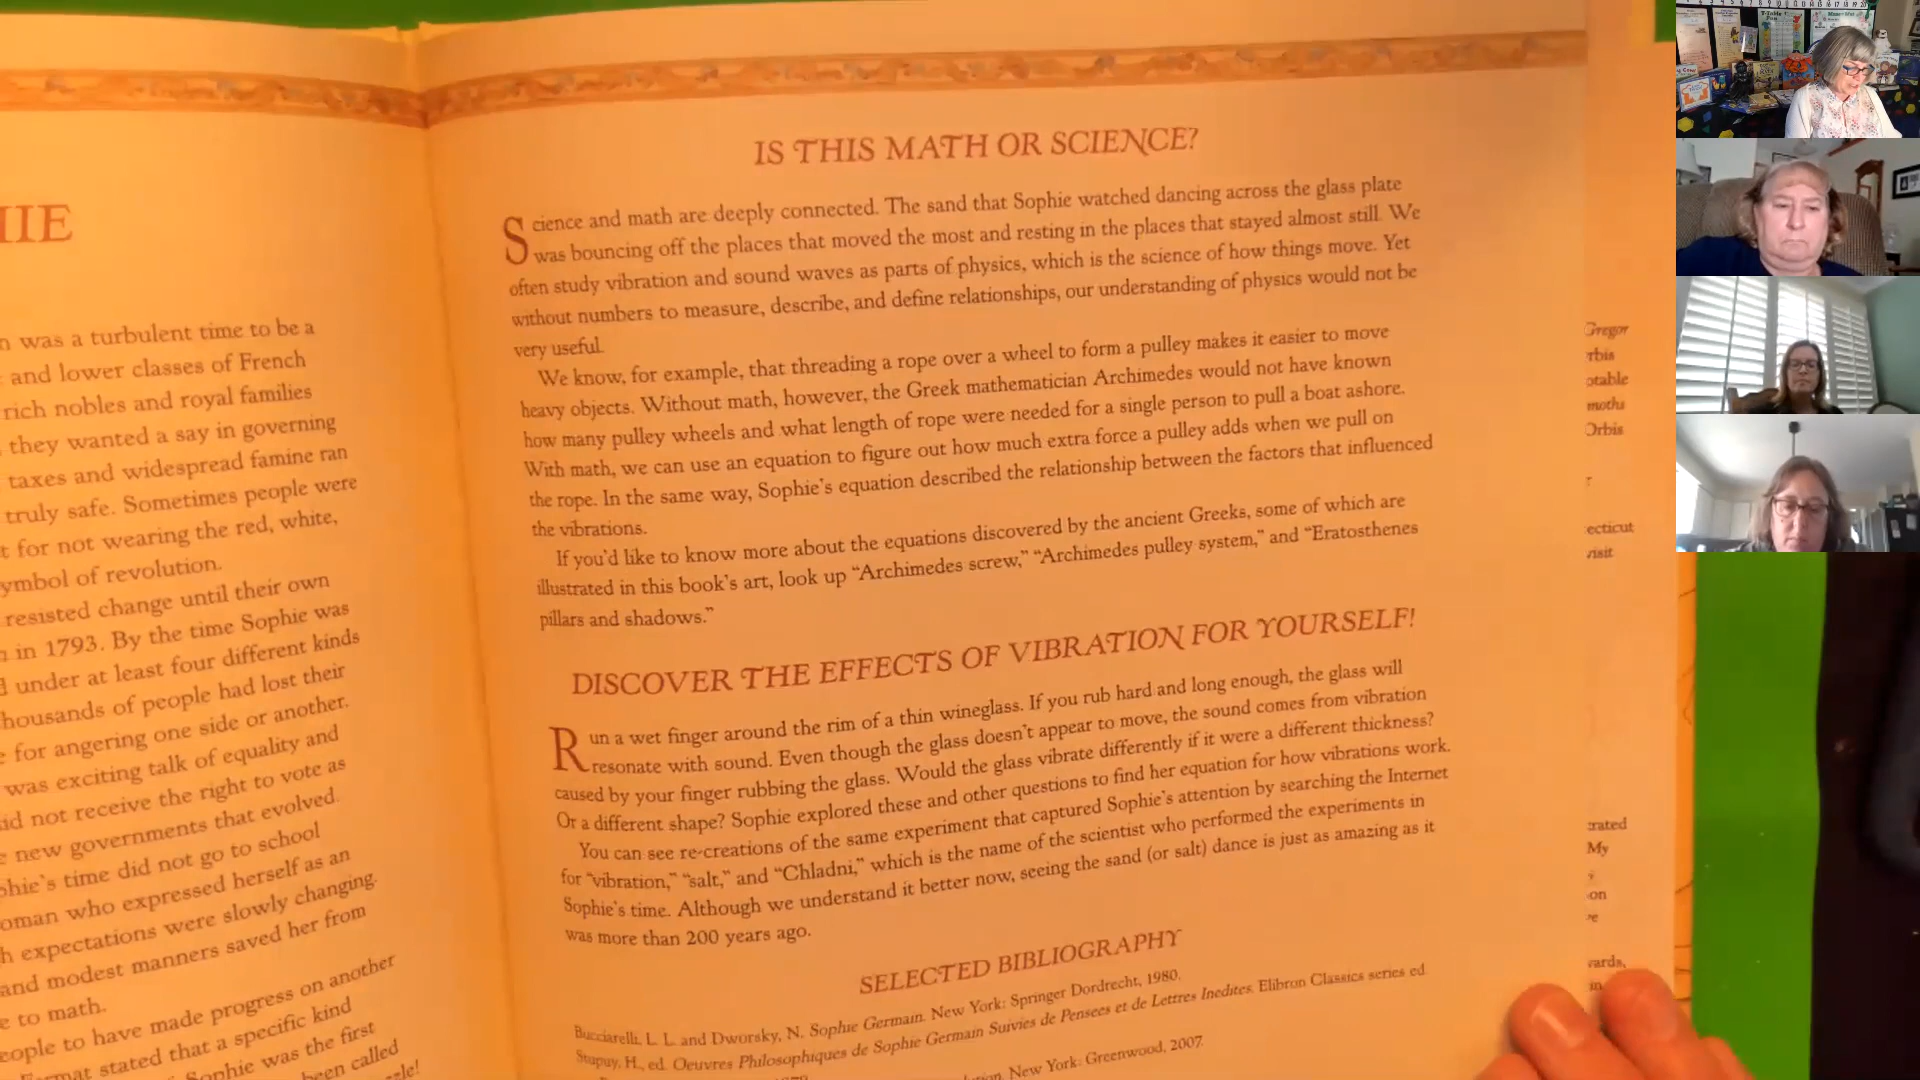 HIE
n was a turbulent time to be a
and lower classes of French
rich nobles and royal families
they wanted a say in governing
taxes and widespread famine ran
truly safe. Sometimes people were
t for not wearing the red, white,
ymbol of revolution.
resisted change until their own
n in 1793. By the time Sophie was
d under at least four different kinds
housands of people had lost their
e for angering one side or another.
was exciting talk of equality and
id not receive the right to vote as
e new governments that evolved.
phie's time did not go to school
oman who expressed herself as an
h expectations were slowly changing.
and modest manners saved her from
e to math.
eople to have made progress on another
ermat stated that a specific kind
Sophie was the first
een called
zle!
IS THIS MATH OR SCIENCE?
Science and math are deeply connected. The sand that Sophie watched dancing across the glass plate
was bouncing off the places that moved the most and resting in the places that stayed almost still. We
often study vibration and sound waves as parts of physics, which is the science of how things move. Yet
without numbers to measure, describe, and define relationships, our understanding of physics would not be
very useful.
We know, for example, that threading a rope over a wheel to form a pulley makes it easier to move
heavy objects. Without math, however, the Greek mathematician Archimedes would not have known
how many pulley wheels and what length of rope were needed for a single person to pull a boat ashore.
With math, we can use an equation to figure out how much extra force a pulley adds when we pull on
the rope. In the same way, Sophie's equation described the relationship between the factors that influenced
the vibrations.
If you'd like to know more about the equations discovered by the ancient Greeks, some of which are
illustrated in this book's art, look up “Archimedes screw,” “Archimedes pulley system,” and “Eratosthenes
pillars and shadows.”
DISCOVER THE EFFECTS OF VIBRATION FOR YOURSELF!
Run a wet finger around the rim of a thin wineglass. If you rub hard and long enough, the glass will
resonate with sound. Even though the glass doesn't appear to move, the sound comes from vibration
caused by your finger rubbing the glass. Would the glass vibrate differently if it were a different thickness?
Or a different shape? Sophie explored these and other questions to find her equation for how vibrations work.
You can see re-creations of the same experiment that captured Sophie's attention by searching the Internet
for “vibration,” “salt,” and “Chladni,” which is the name of the scientist who performed the experiments in
Sophie's time. Although we understand it better now, seeing the sand (or salt) dance is just as amazing as it
was more than 200 years ago.
SELECTED BIBLIOGRAPHY
Bucciarelli, L. L. and Dworsky, N. Sophie Germain. New York: Springer Dordrecht, 1980.
Stupuy, H., ed. Oeuvres Philosophiques de Sophie Germain Suivies de Pensees et de Lettres Inedites. Elibron Classics series ed.
New York: Greenwood, 2007.
Gregor
rbis
otable
moths
Orbis
r
ecticut
visit
rated
My
on
re
vards,
in